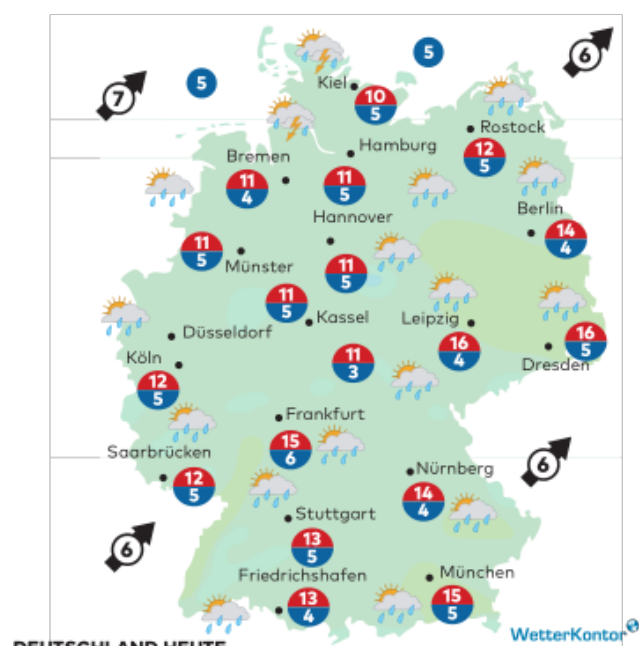 5
6
7
5
Kiel
10
5
Rostock
12
5
Hamburg
11
5
Bremen
11
4
Berlin
14
4
Hannover
11
5
11
5
Münster
11
5
Kassel
Leipzig
16
4
16
5
Dresden
Düsseldorf
Köln
12
5
11
3
Frankfurt
15
6
Saarbrücken
12
5
Nürnberg
14
4
6
6
Stuttgart
13
5
Friedrichshafen
13
4
München
15
5
WetterKontor
DEUTSCHLAND HEUTE